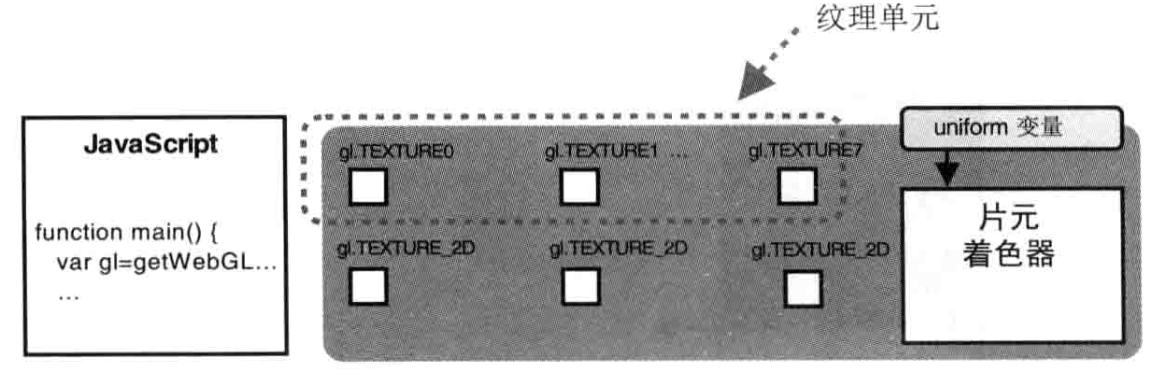 纹理单元
JavaScript
function main() {
var gl=getWebGL...
...
gl.TEXTURE0
gl.TEXTURE1 ...
gl.TEXTURE7
gl.TEXTURE_2D
gl.TEXTURE_2D
gl.TEXTURE_2D
uniform 变量
片元
着色器